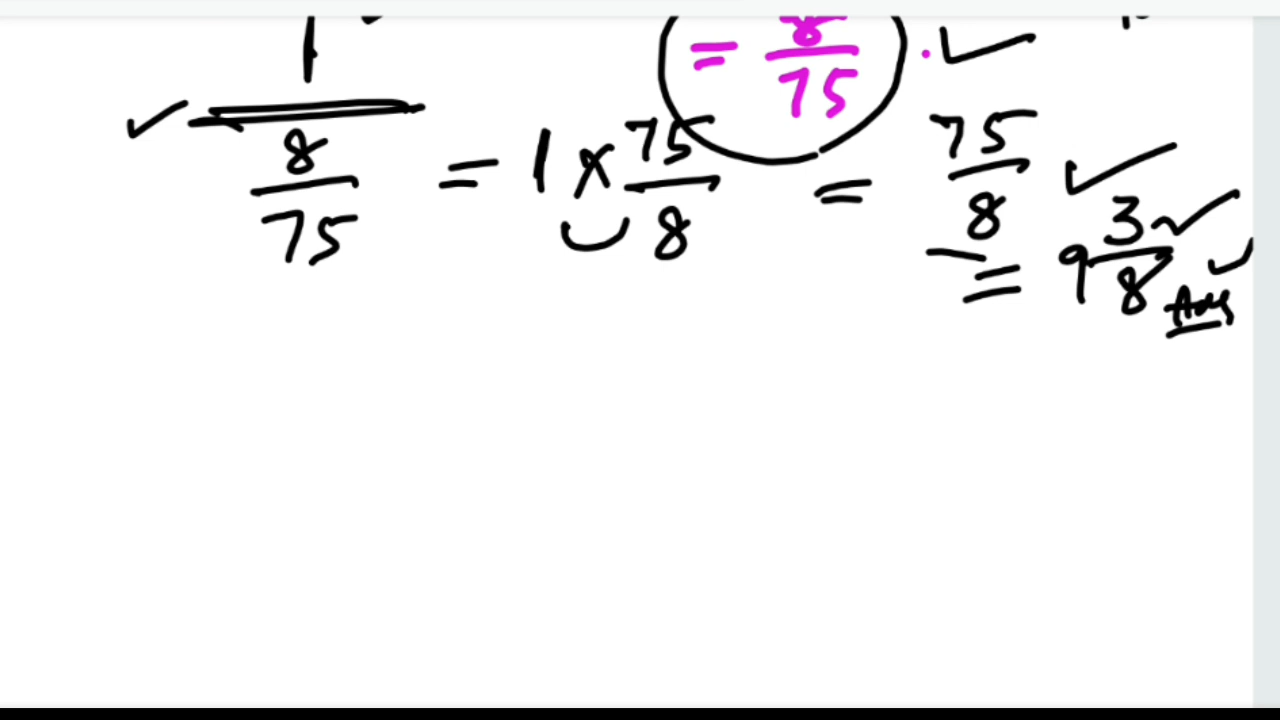 = 8/75 .
1/(8/75) = 1 × 75/8 = 75/8
= 9 3/8 Ans